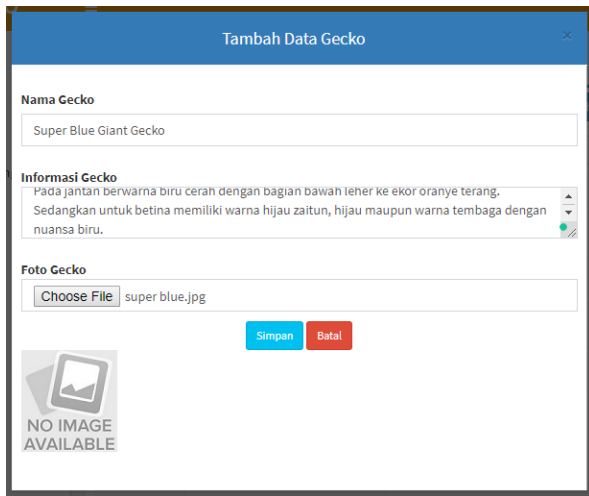 Tambah Data Gecko
×
Nama Gecko
Super Blue Giant Gecko
Informasi Gecko
Pada jantan berwarna biru cerah dengan bagian bawah leher ke ekor oranye terang.
Sedangkan untuk betina memiliki warna hijau zaitun, hijau maupun warna tembaga dengan
nuansa biru.
Foto Gecko
Choose File super blue.jpg
Simpan Batal
NO IMAGE
AVAILABLE